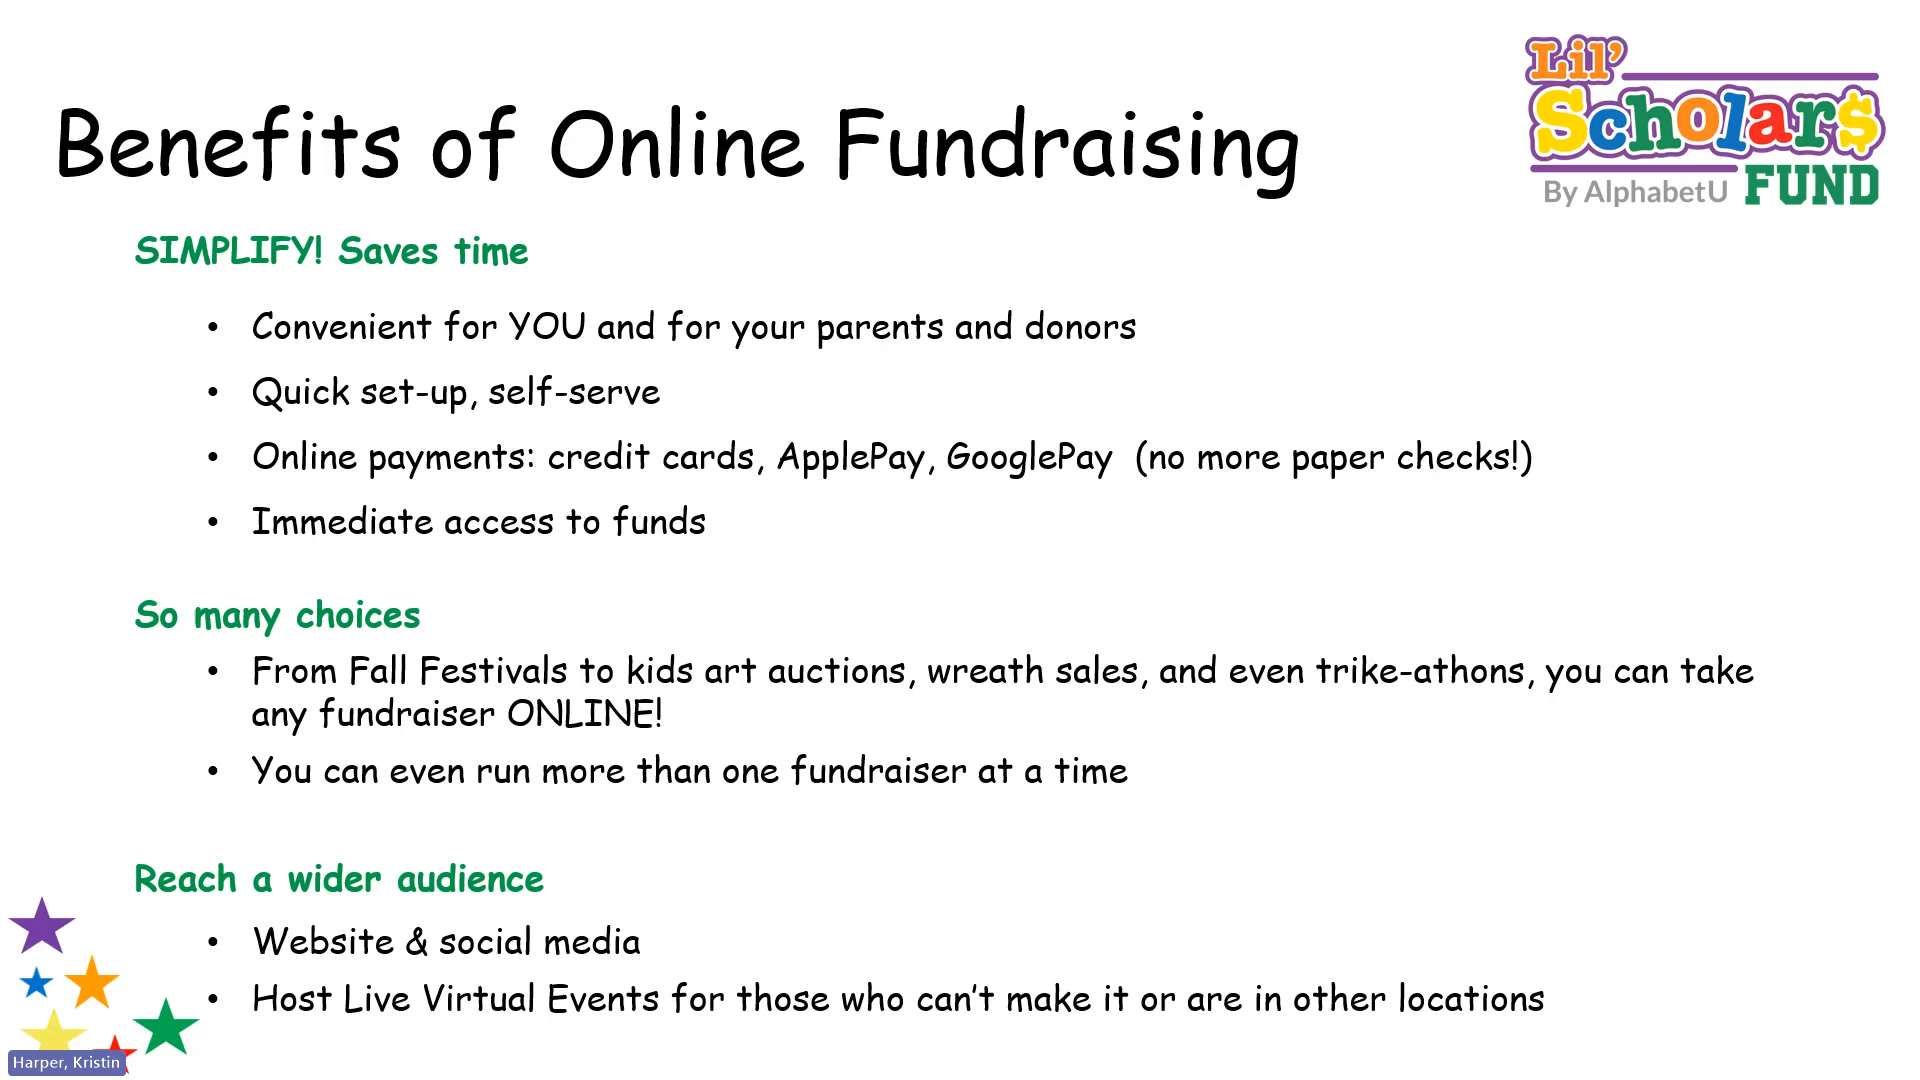 Lil'
Scholar$
By AlphabetU FUND
Benefits of Online Fundraising
SIMPLIFY! Saves time
• Convenient for YOU and for your parents and donors
• Quick set-up, self-serve
• Online payments: credit cards, ApplePay, GooglePay  (no more paper checks!)
• Immediate access to funds
So many choices
• From Fall Festivals to kids art auctions, wreath sales, and even trike-athons, you can take
any fundraiser ONLINE!
• You can even run more than one fundraiser at a time
Reach a wider audience
• Website & social media
• Host Live Virtual Events for those who can't make it or are in other locations
Harper, Kristin